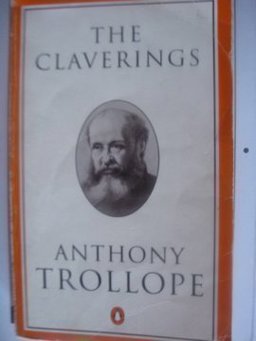 THE
CLAVERINGS
ANTHONY
TROLLOPE